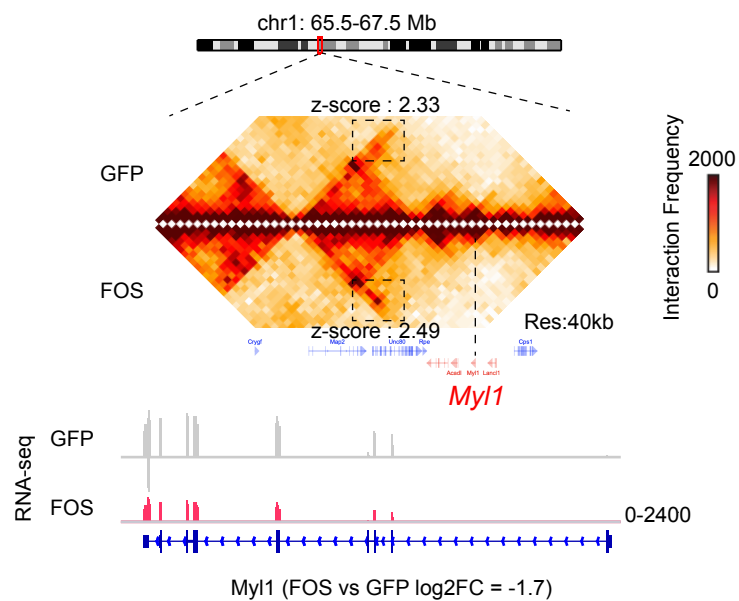 chr1: 65.5-67.5 Mb
z-score : 2.33
GFP
FOS
z-score : 2.49
Res:40kb
Interaction Frequency
2000
0
Crygf
Map2
Unc80
Rpe
Acadl
Myl1
Lancl1
Cps1
Myl1
RNA-seq
GFP
FOS
0-2400
Myl1 (FOS vs GFP log2FC = -1.7)